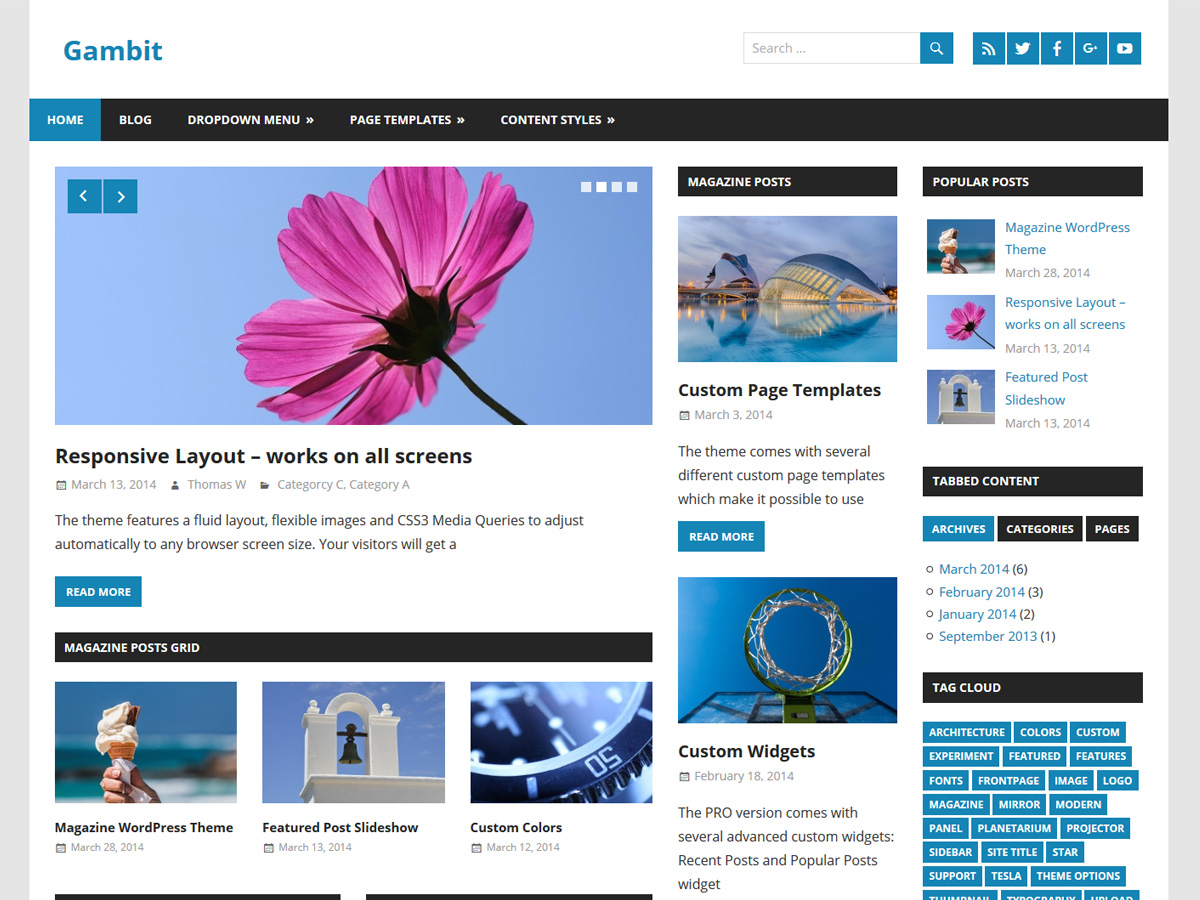 Gambit
Search ...
HOME
BLOG
DROPDOWN MENU »
PAGE TEMPLATES »
CONTENT STYLES »
Responsive Layout – works on all screens
March 13, 2014
Thomas W
Categorcy C, Category A
The theme features a fluid layout, flexible images and CSS3 Media Queries to adjust
automatically to any browser screen size. Your visitors will get a
READ MORE
MAGAZINE POSTS GRID
05
Magazine WordPress Theme
March 28, 2014
Featured Post Slideshow
March 13, 2014
Custom Colors
March 12, 2014
MAGAZINE POSTS
Custom Page Templates
March 3, 2014
The theme comes with several
different custom page templates
which make it possible to use
READ MORE
Custom Widgets
February 18, 2014
The PRO version comes with
several advanced custom widgets:
Recent Posts and Popular Posts
widget
POPULAR POSTS
Magazine WordPress
Theme
March 28, 2014
Responsive Layout –
works on all screens
March 13, 2014
Featured Post
Slideshow
March 13, 2014
TABBED CONTENT
ARCHIVES CATEGORIES PAGES
March 2014 (6)
February 2014 (3)
January 2014 (2)
September 2013 (1)
TAG CLOUD
ARCHITECTURE COLORS CUSTOM
EXPERIMENT FEATURED FEATURES
FONTS FRONTPAGE IMAGE LOGO
MAGAZINE MIRROR MODERN
PANEL PLANETARIUM PROJECTOR
SIDEBAR SITE TITLE STAR
SUPPORT TESLA THEME OPTIONS
THUMBNAIL TYPOGRAPHY UPLOAD